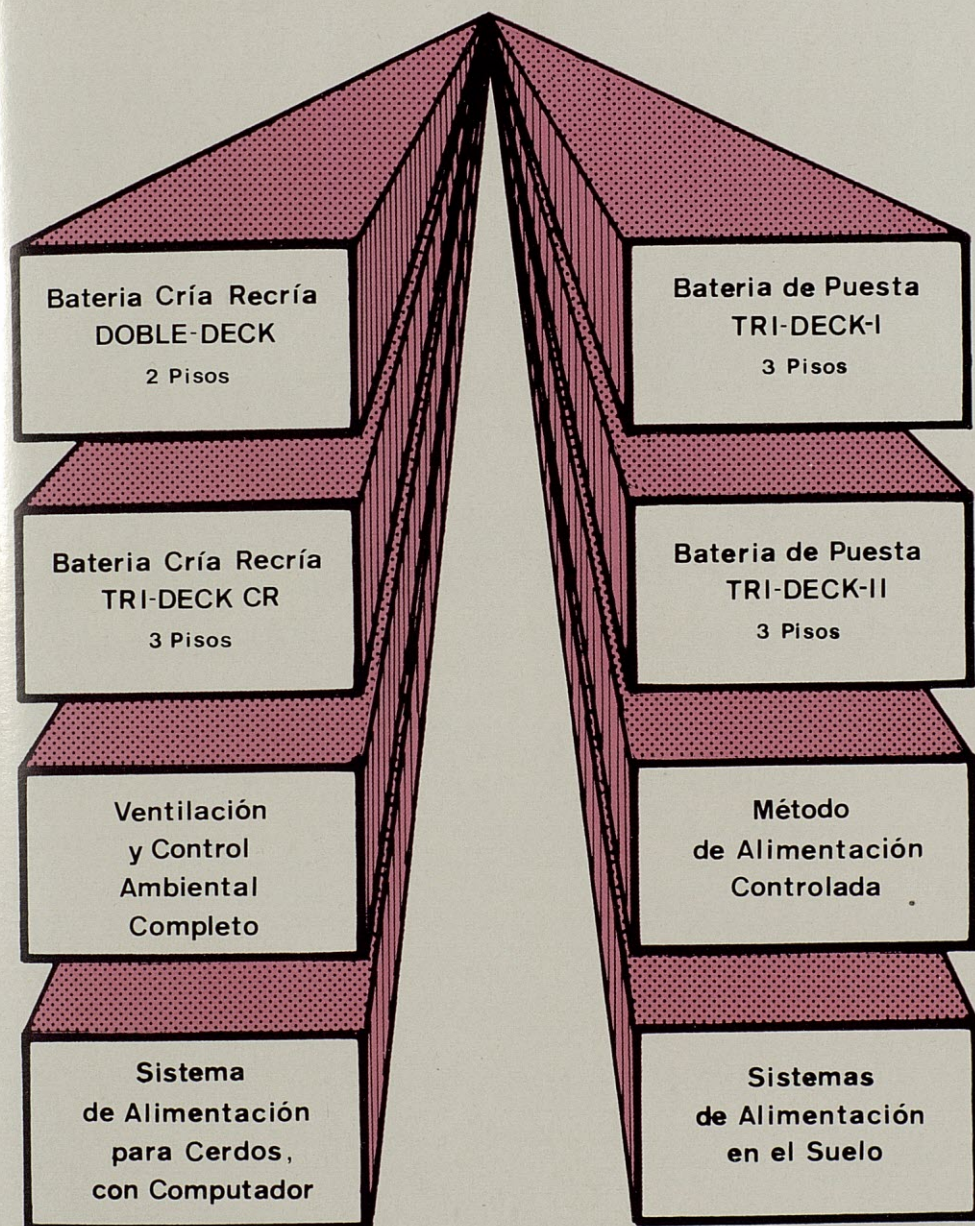 Bateria Cría Recría
DOBLE-DECK
2 Pisos
Bateria de Puesta
TRI-DECK-I
3 Pisos
Bateria Cría Recría
TRI-DECK CR
3 Pisos
Bateria de Puesta
TRI-DECK-II
3 Pisos
Ventilación
y Control
Ambiental
Completo
Método
de Alimentación
Controlada
Sistema
de Alimentación
para Cerdos,
con Computador
Sistemas
de Alimentación
en el Suelo